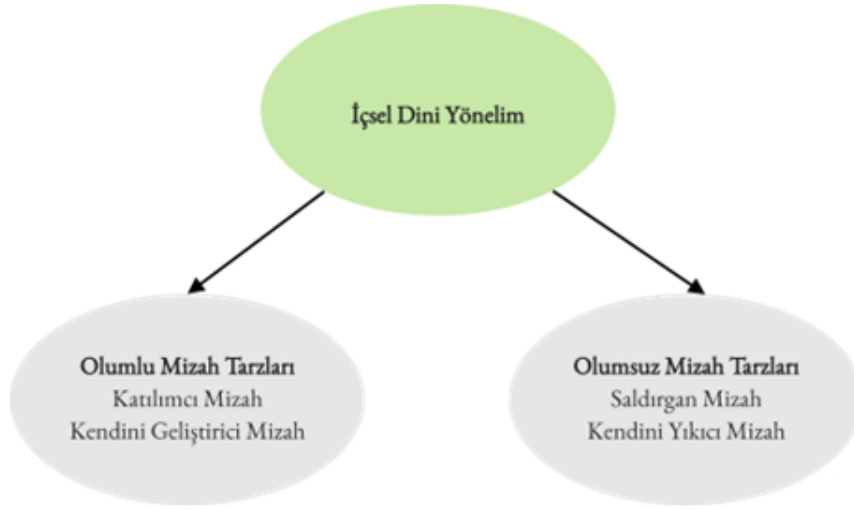 İçsel Dini Yönelim
Olumlu Mizah Tarzları
Katılımcı Mizah
Kendini Geliştirici Mizah
Olumsuz Mizah Tarzları
Saldırgan Mizah
Kendini Yıkıcı Mizah